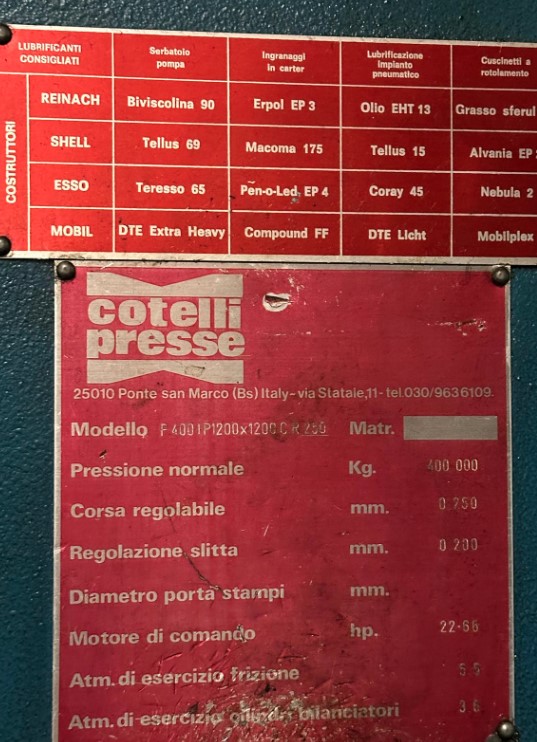 LUBRIFICANTI CONSIGLIATI Serbatoio pompa Ingranaggi in carter Lubrificazione impianto pneumatico Cuscinetti a rotolamento
COSTRUTTORI
REINACH Biviscolina 90 Erpol EP 3 Olio EHT 13 Grasso sferul
SHELL Tellus 69 Macoma 175 Tellus 15 Alvania EP
ESSO Teresso 65 Pen-o-Led EP 4 Coray 45 Nebula 2
MOBIL DTE Extra Heavy Compound FF DTE Licht Mobilplex
cotelli
presse
25010 Ponte san Marco (Bs) Italy-via Statale,11-tel.030/9636109.
Modello Matr.
Pressione normale Kg. 400.000
Corsa regolabile mm. 0.250
Regolazione slitta mm. 0.200
Diametro porta stampi mm.
Motore di comando hp. 22-66
Atm. di esercizio frizione
Atm. di esercizio cilindri bilanciatori